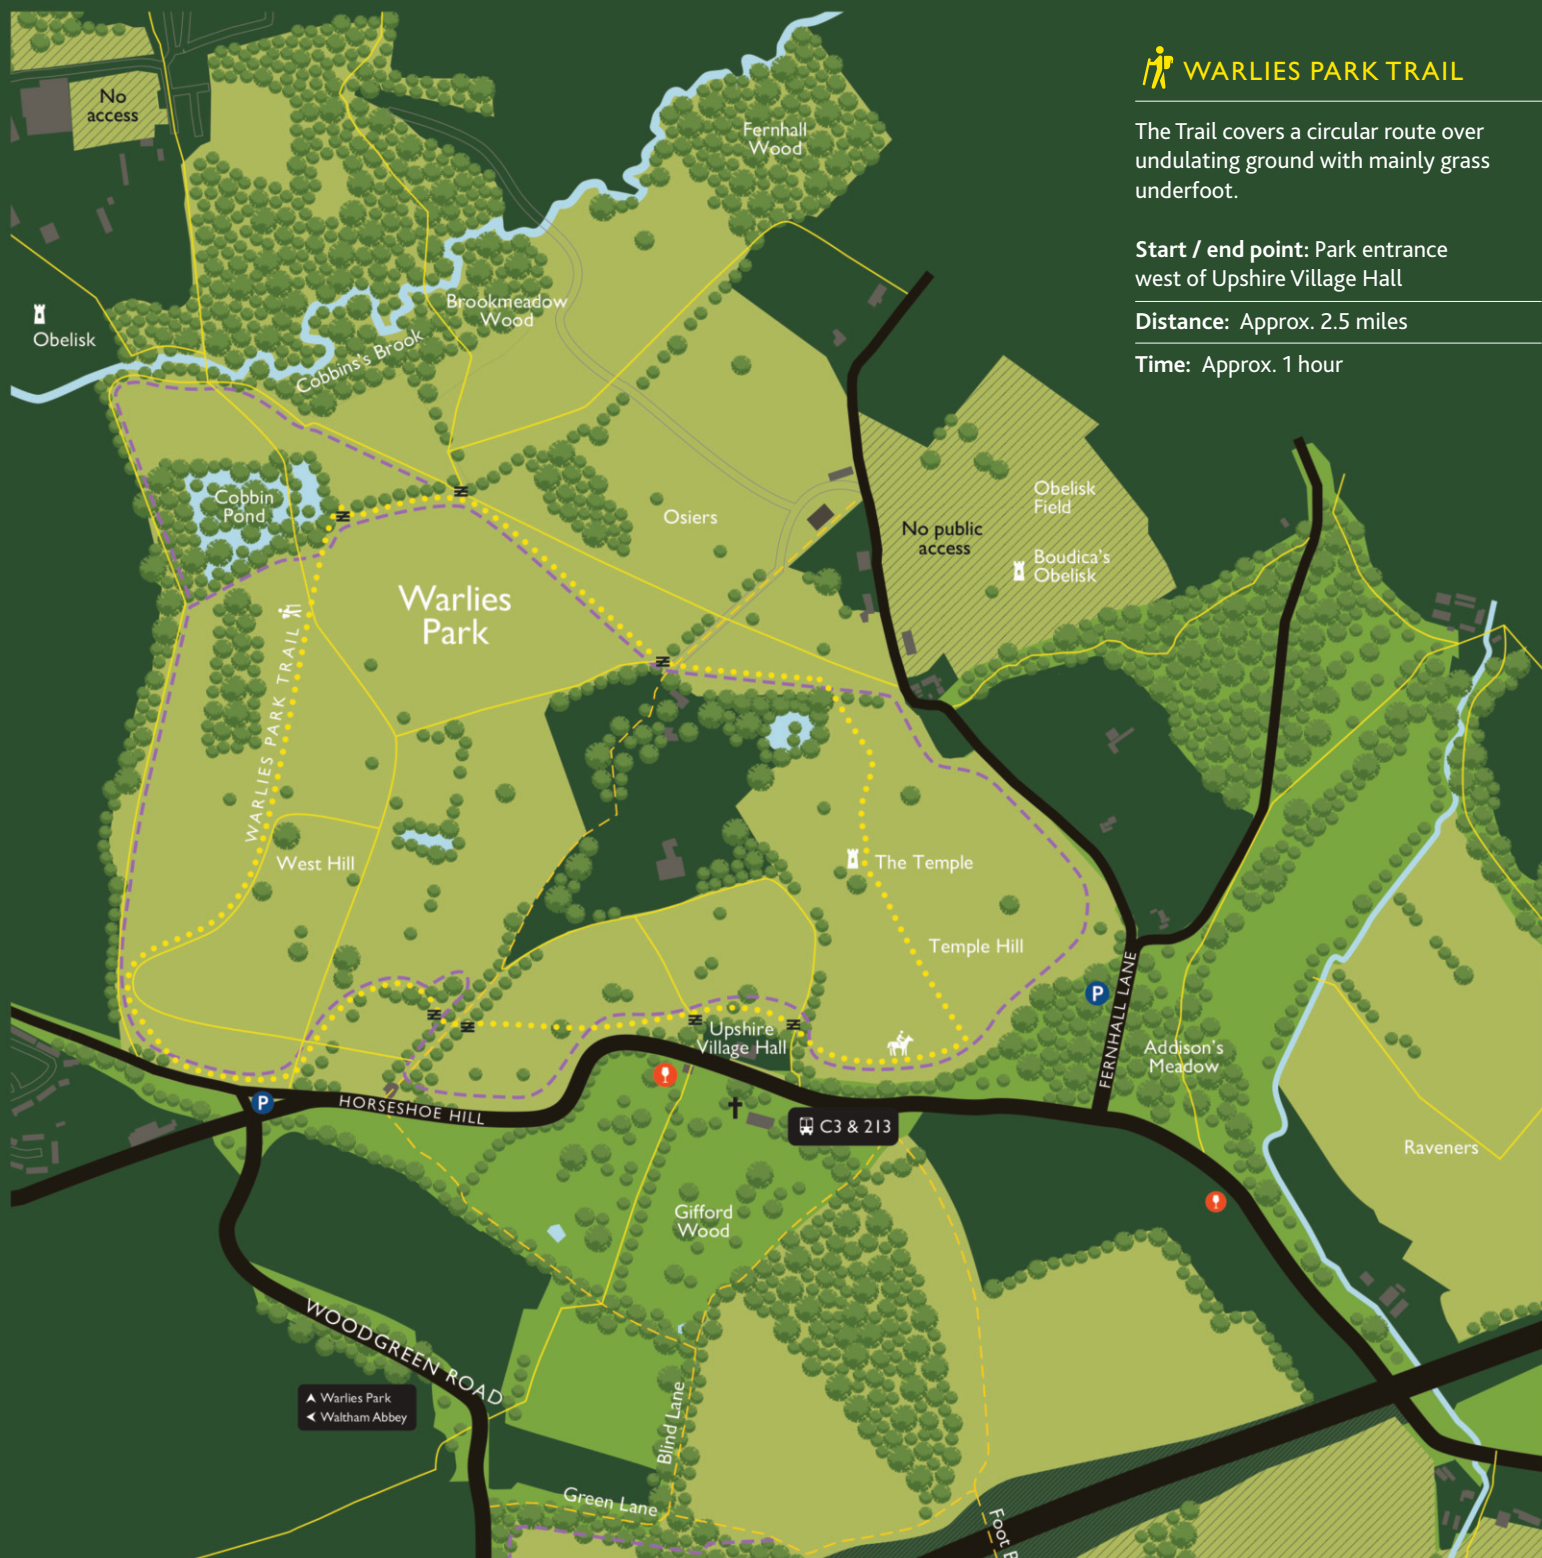 WARLIES PARK TRAIL
The Trail covers a circular route over
undulating ground with mainly grass
underfoot.
Start / end point: Park entrance
west of Upshire Village Hall
Distance: Approx. 2.5 miles
Time: Approx. 1 hour
No
access
Fernhall
Wood
Obelisk
Brookmeadow
Wood
Cobbins's Brook
Cobbin
Pond
Osiers
Obelisk
Field
No public
access
Boudica's
Obelisk
Warlies
Park
WARLIES PARK TRAIL
West Hill
The Temple
Temple Hill
P
FERNHALL LANE
Upshire
Village Hall
Addison's
Meadow
P
HORSESHOE HILL
C3 & 213
Raveners
Gifford
Wood
WOODGREEN ROAD
Warlies Park
Waltham Abbey
Blind Lane
Green Lane
Foot